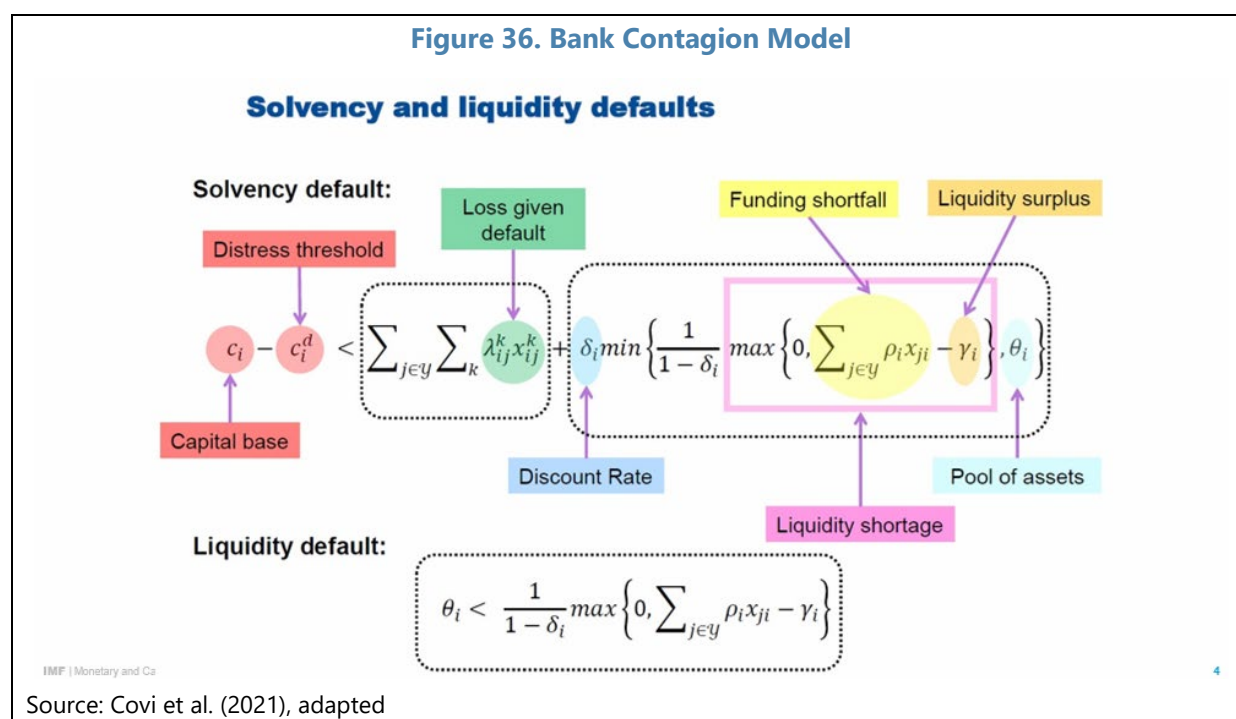 Figure 36. Bank Contagion Model
Solvency and liquidity defaults
Solvency default:
Loss given
default
Funding shortfall
Liquidity surplus
Distress threshold
c_i − c_i^d < ∑_{j∈𝒴} ∑_k λ_{ij}^k x_{ij}^k + δ_i min{ 1/(1 − δ_i) max{0, ∑_{j∈𝒴} ρ_i x_{ji} − γ_i}, θ_i }
Capital base
Discount Rate
Pool of assets
Liquidity shortage
Liquidity default:
θ_i < 1/(1 − δ_i) max{0, ∑_{j∈𝒴} ρ_i x_{ji} − γ_i}
IMF | Monetary and Ca
4
Source: Covi et al. (2021), adapted